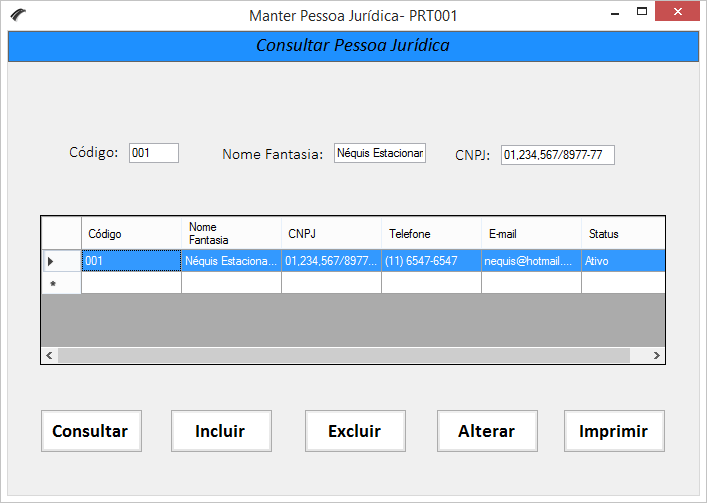 Manter Pessoa Jurídica- PRT001
Consultar Pessoa Jurídica
Código: 001 Nome Fantasia: Néquis Estacionar CNPJ: 01,234,567/8977-77
Código Nome Fantasia CNPJ Telefone E-mail Status
001 Néquis Estaciona... 01,234,567/8977... (11) 6547-6547 nequis@hotmail.... Ativo
Consultar Incluir Excluir Alterar Imprimir